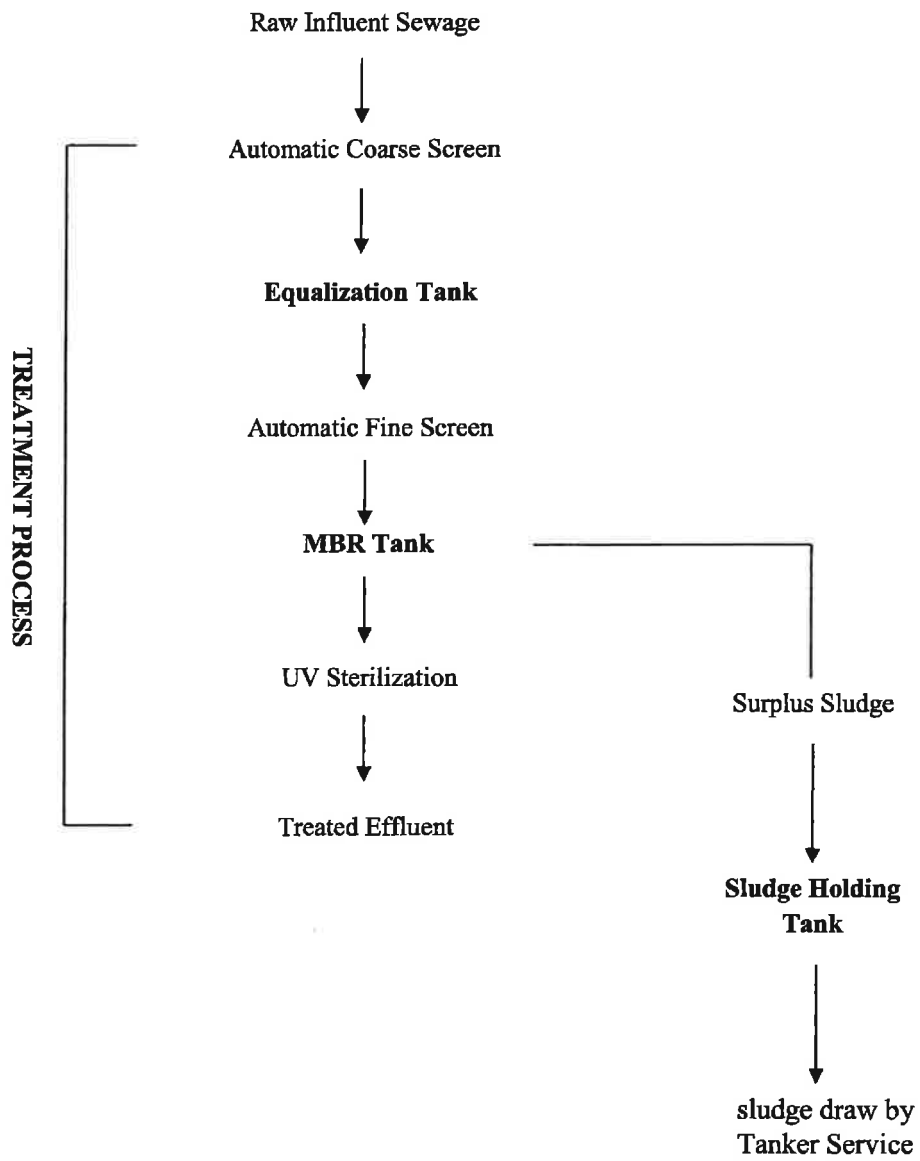 Raw Influent Sewage
Automatic Coarse Screen
Equalization Tank
Automatic Fine Screen
MBR Tank
UV Sterilization
Treated Effluent
TREATMENT PROCESS
Surplus Sludge
Sludge Holding
Tank
sludge draw by
Tanker Service